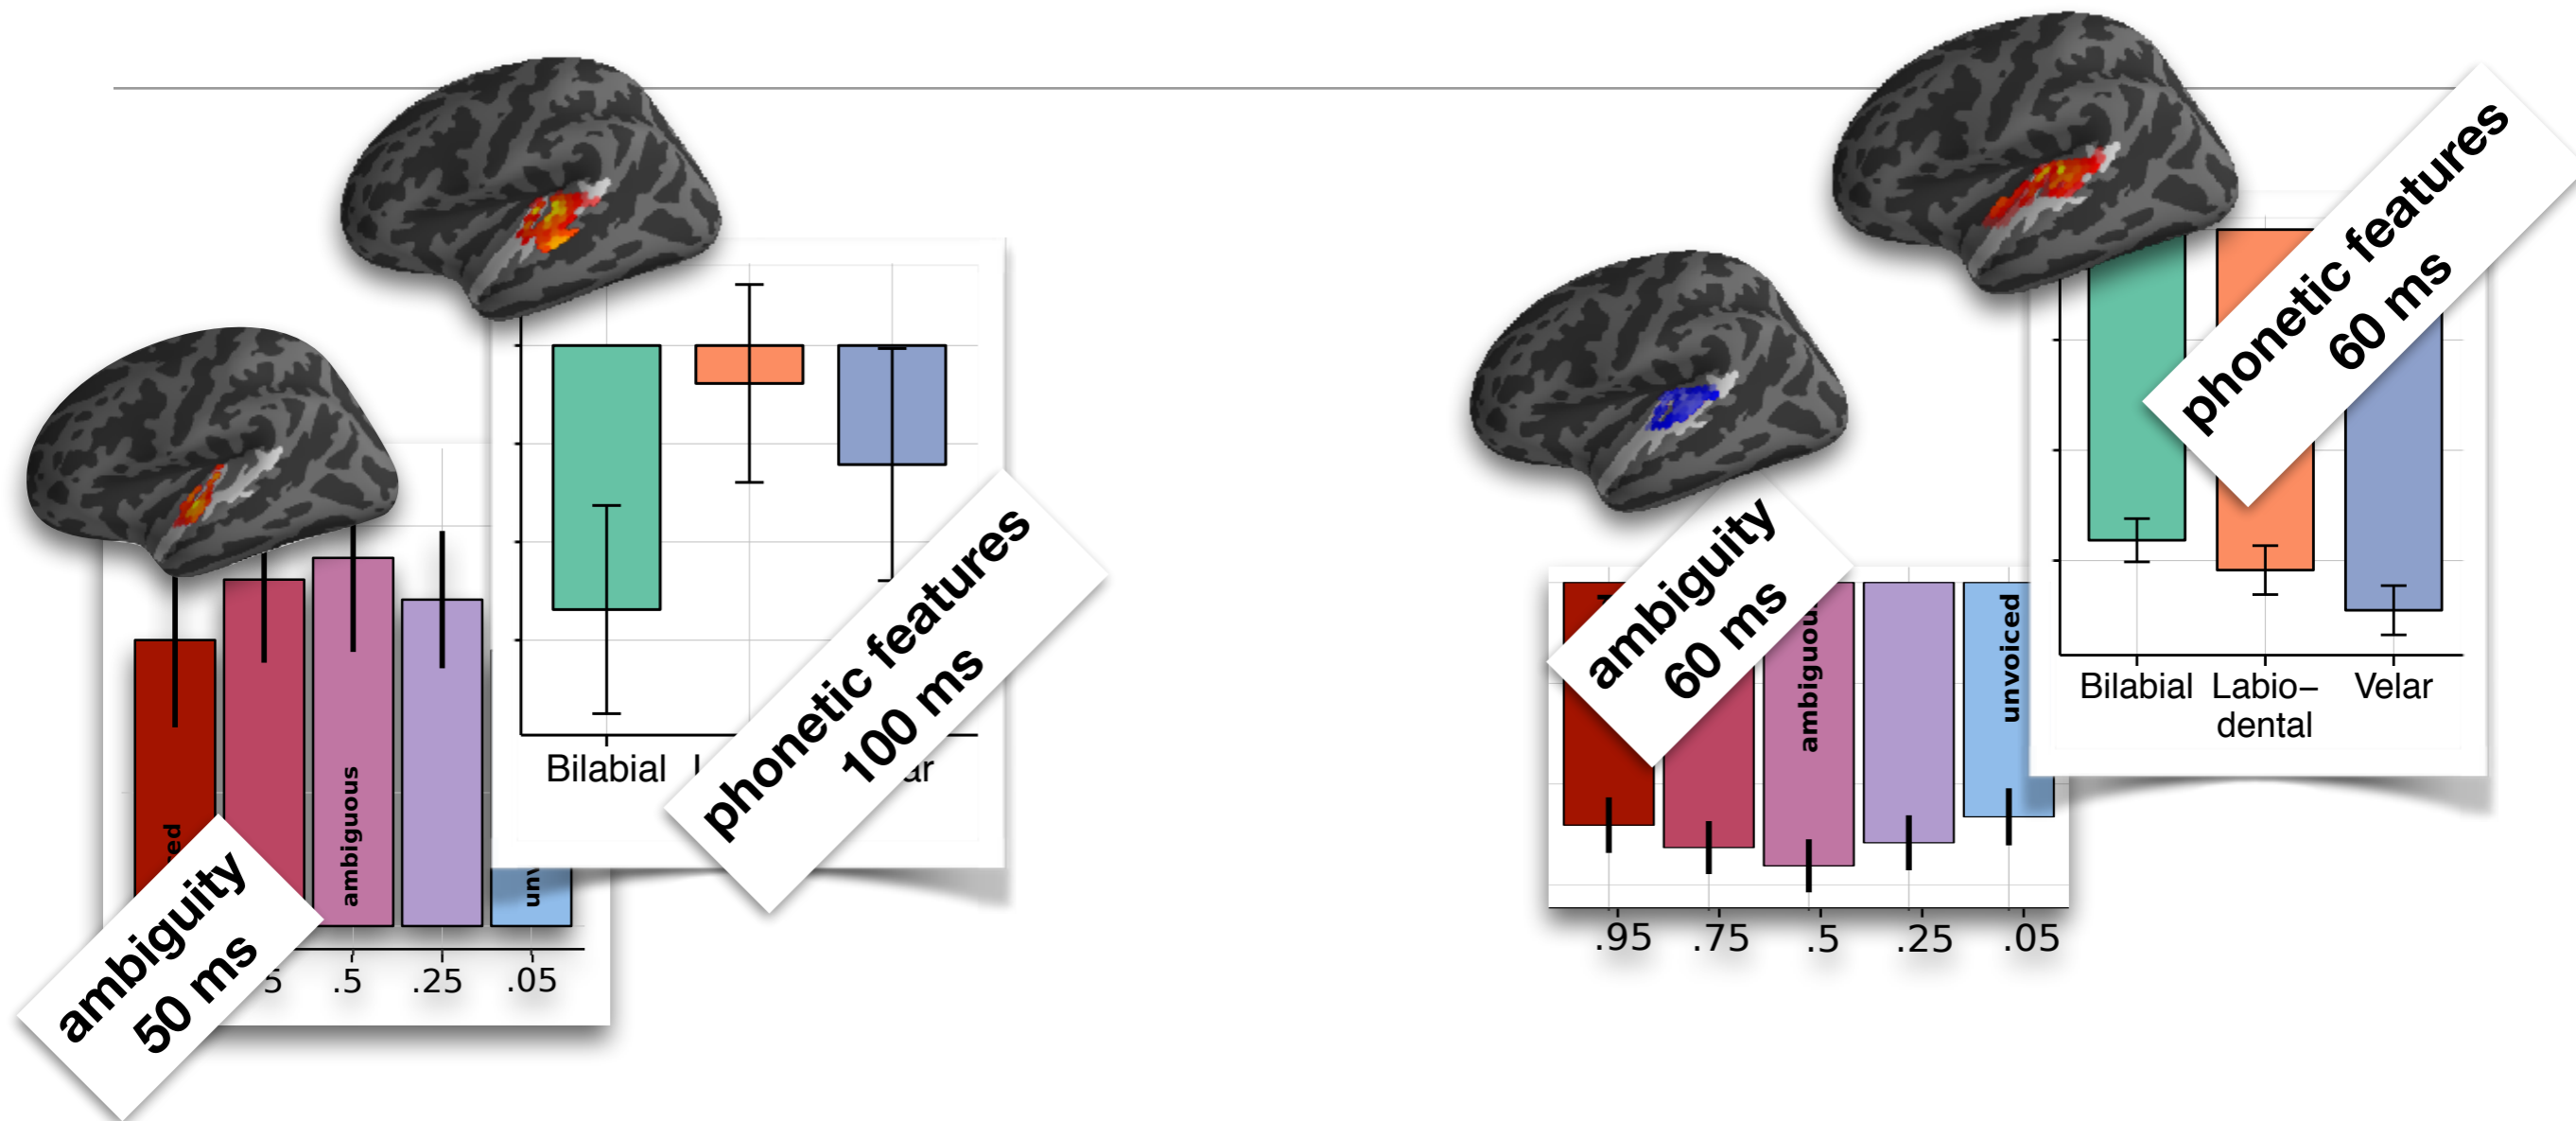 ambiguous
.5
.25
.05
ambiguity
50 ms
Bilabial
phonetic features
100 ms
ambiguous
unvoiced
.95
.75
.5
.25
.05
ambiguity
60 ms
Bilabial
Labio–
dental
Velar
phonetic features
60 ms